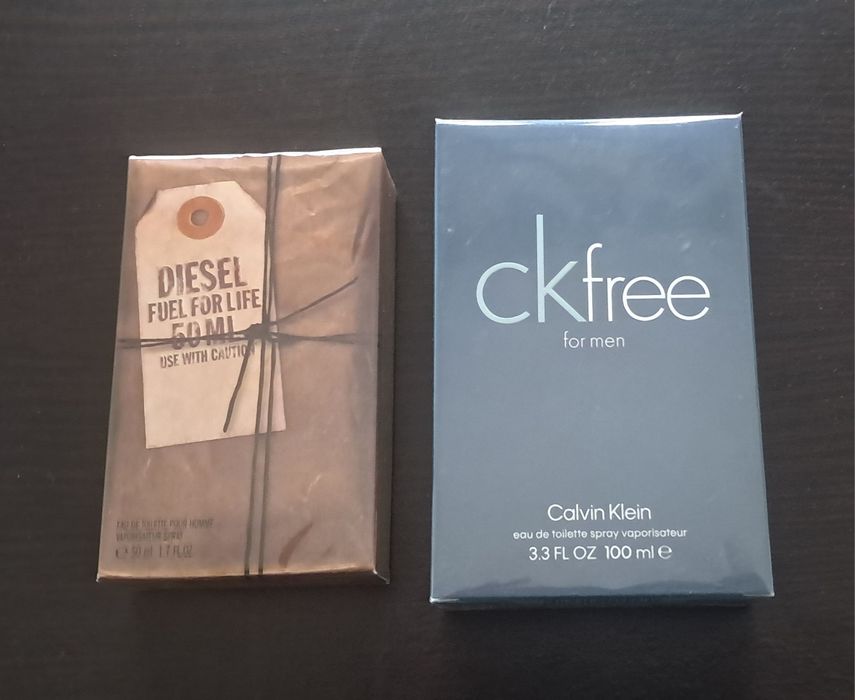 DIESEL
FUEL FOR LIFE
50 ML
USE WITH CAUTION
EAU DE TOILETTE POUR HOMME
VAPORISATEUR SPRAY
e 50 ml 1.7 FL.OZ.
ckfree
for men
Calvin Klein
eau de toilette spray vaporisateur
3.3 FL OZ 100 ml e